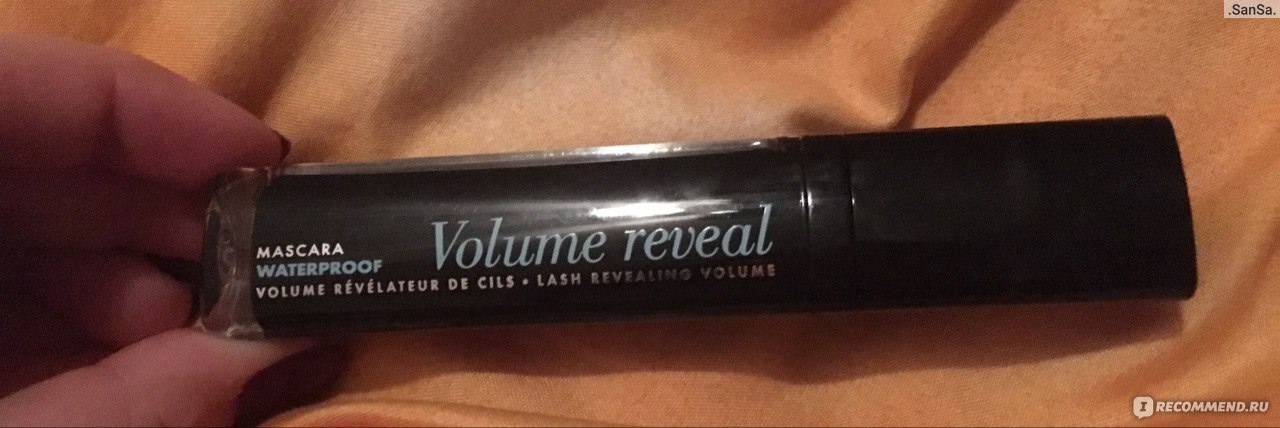 .SanSa.
Volume reveal
MASCARA
WATERPROOF
VOLUME RÉVÉLATEUR DE CILS • LASH REVEALING VOLUME
IRECOMMEND.RU